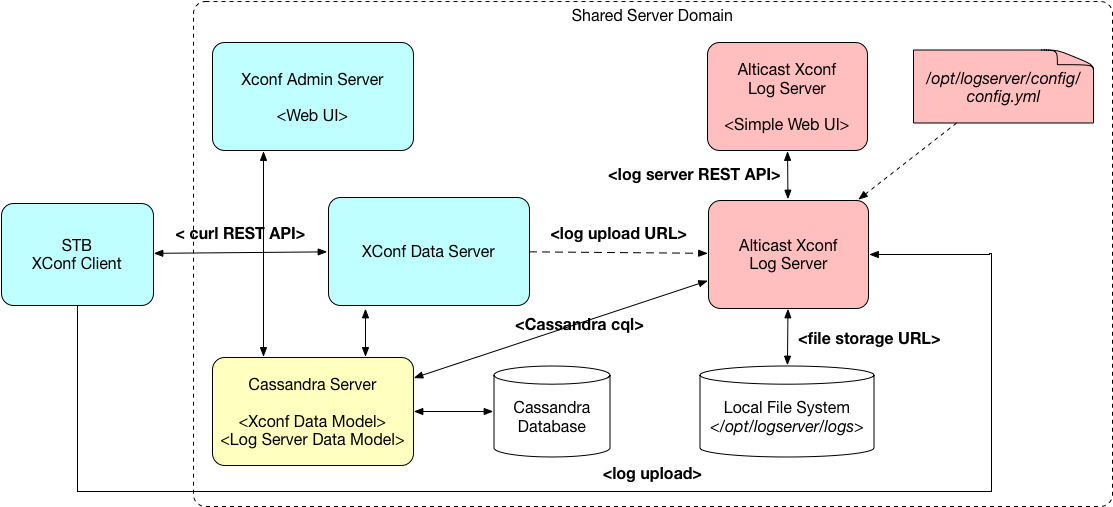 Shared Server Domain
Xconf Admin Server
<Web UI>
Alticast Xconf
Log Server
<Simple Web UI>
/opt/logserver/config/
config.yml
<log server REST API>
STB
XConf Client
< curl REST API>
XConf Data Server
<log upload URL>
Alticast Xconf
Log Server
<Cassandra cql>
<file storage URL>
Cassandra Server
<Xconf Data Model>
<Log Server Data Model>
Cassandra
Database
Local File System
</opt/logserver/logs>
<log upload>